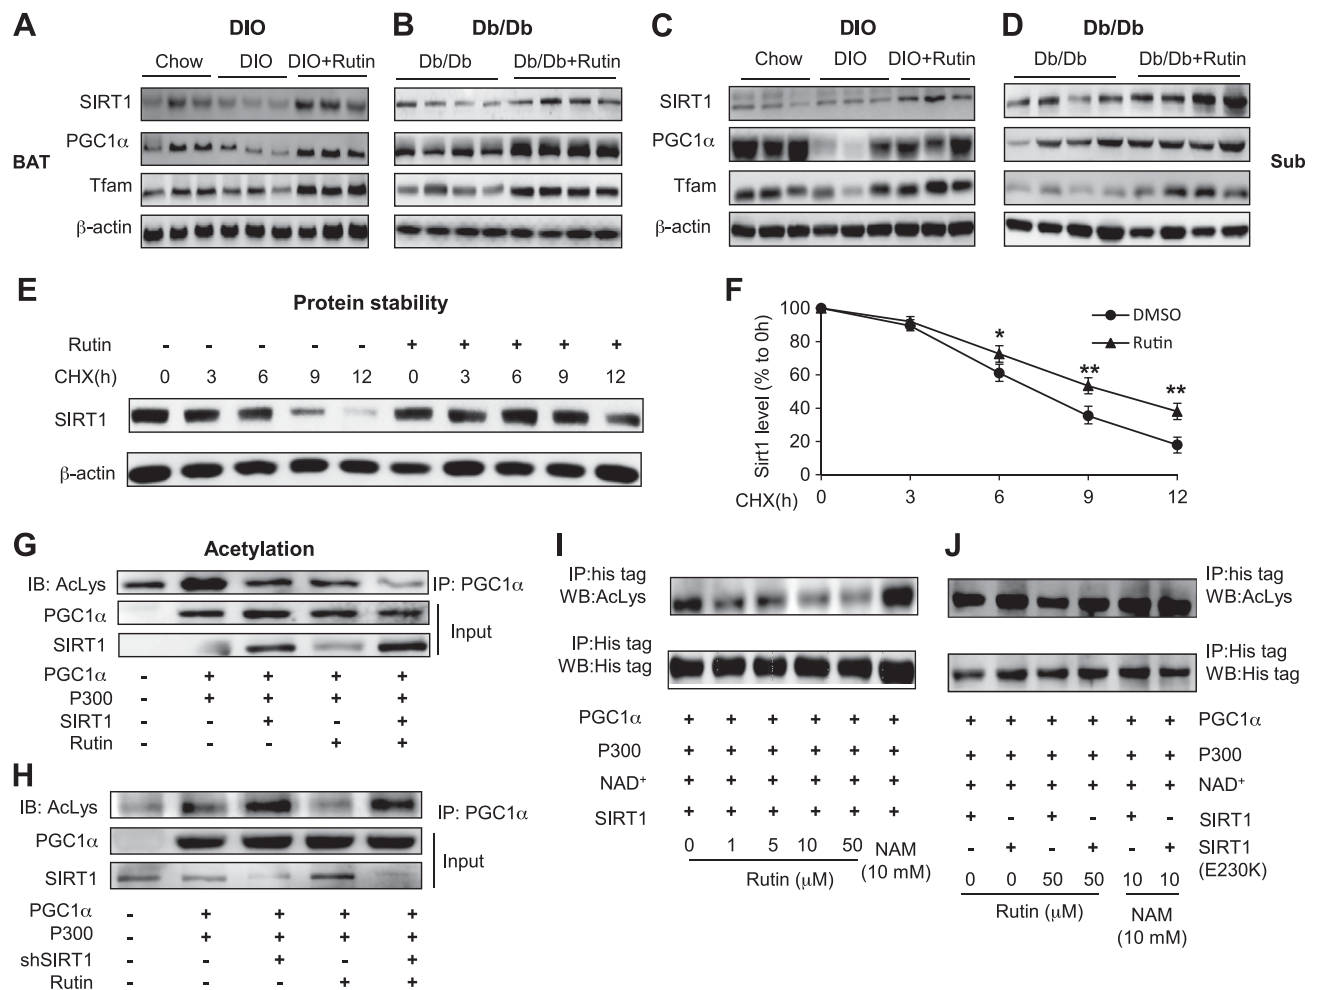 A DIO
Chow DIO DIO+Rutin
B Db/Db
Db/Db Db/Db+Rutin
BAT
SIRT1
PGC1α
Tfam
β-actin
C DIO
Chow DIO DIO+Rutin
D Db/Db
Db/Db Db/Db+Rutin
SIRT1
PGC1α
Tfam
β-actin
Sub
E Protein stability
Rutin - - - - - + + + + +
CHX(h) 0 3 6 9 12 0 3 6 9 12
SIRT1
β-actin
F
Sirt1 level (% to 0h)
100
80
60
40
20
0
DMSO
Rutin
*
**
**
CHX(h) 0 3 6 9 12
G Acetylation
IB: AcLys IP: PGC1α
PGC1α
SIRT1
Input
PGC1α - + + + +
P300 - + + + +
SIRT1 - - + - +
Rutin - - - + +
H
IB: AcLys IP: PGC1α
PGC1α
SIRT1
Input
PGC1α - + + + +
P300 - + + + +
shSIRT1 - - + - +
Rutin - - - + +
I
IP:his tag
WB:AcLys
IP:His tag
WB:His tag
PGC1α + + + + + +
P300 + + + + + +
NAD⁺ + + + + + +
SIRT1 + + + + + +
0 1 5 10 50 NAM
Rutin (μM) (10 mM)
J
IP:his tag
WB:AcLys
IP:His tag
WB:His tag
+ + + + + + PGC1α
+ + + + + + P300
+ + + + + + NAD⁺
+ - + - + - SIRT1
- + - + - + SIRT1
(E230K)
0 0 50 50 10 10
Rutin (μM) NAM
(10 mM)